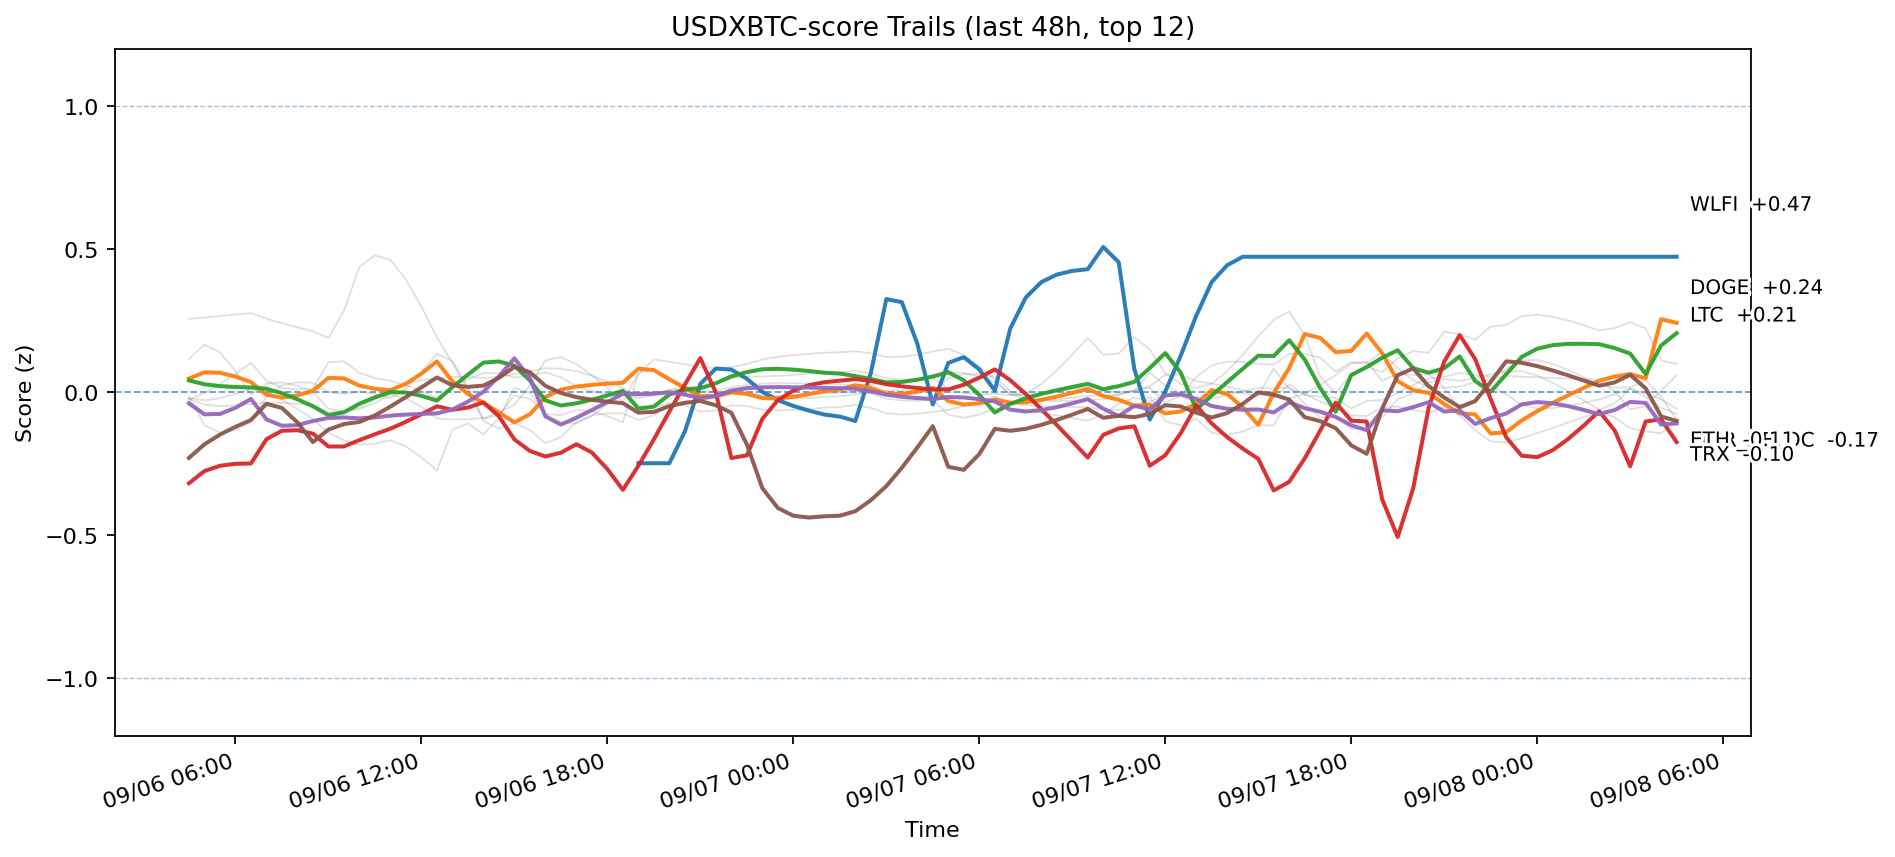 USDXBTC-score Trails (last 48h, top 12)
Score (z)
1.0
0.5
0.0
−0.5
−1.0
WLFI +0.47
DOGE +0.24
LTC +0.21
-0.17
TRX -0.10
09/06 06:00
09/06 12:00
09/06 18:00
09/07 00:00
09/07 06:00
09/07 12:00
09/07 18:00
09/08 00:00
09/08 06:00
Time